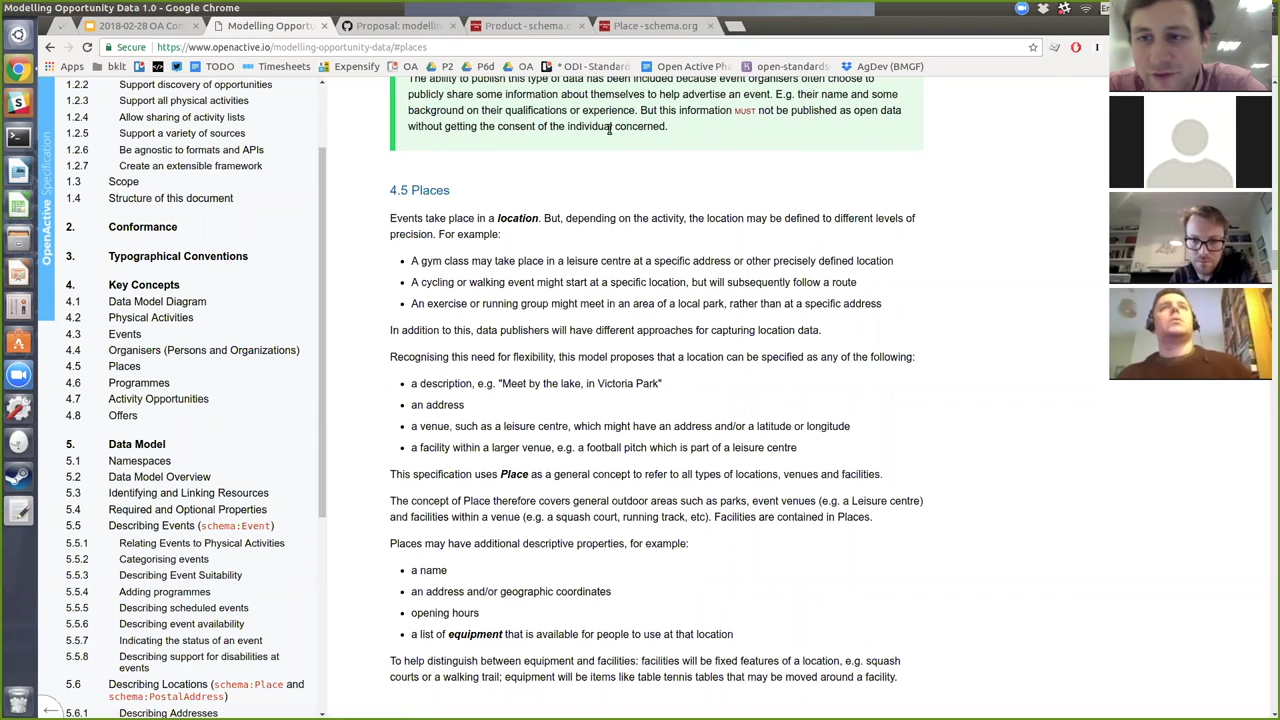 Modelling Opportunity Data 1.0 - Google Chrome
2018-02-28 OA Con
Modelling Opportu
Proposal: modellin
Product - schema.o
Place - schema.org
Secure
https://www.openactive.io/modelling-opportunity-data/#places
Apps
bklt
TODO
Timesheets
Expensify
OA
P2
P6d
OA
* ODI - Standard
Open Active Pha
open-standards
AgDev (BMGF)
OpenActive Specification
1.2.2 Support discovery of opportunities
1.2.3 Support all physical activities
1.2.4 Allow sharing of activity lists
1.2.5 Support a variety of sources
1.2.6 Be agnostic to formats and APIs
1.2.7 Create an extensible framework
1.3 Scope
1.4 Structure of this document
2. Conformance
3. Typographical Conventions
4. Key Concepts
4.1 Data Model Diagram
4.2 Physical Activities
4.3 Events
4.4 Organisers (Persons and Organizations)
4.5 Places
4.6 Programmes
4.7 Activity Opportunities
4.8 Offers
5. Data Model
5.1 Namespaces
5.2 Data Model Overview
5.3 Identifying and Linking Resources
5.4 Required and Optional Properties
5.5 Describing Events (schema:Event)
5.5.1 Relating Events to Physical Activities
5.5.2 Categorising events
5.5.3 Describing Event Suitability
5.5.4 Adding programmes
5.5.5 Describing scheduled events
5.5.6 Describing event availability
5.5.7 Indicating the status of an event
5.5.8 Describing support for disabilities at
events
5.6 Describing Locations (schema:Place and
schema:PostalAddress)
5.6.1 Describing Addresses
The ability to publish this type of data has been included because event organisers often choose to
publicly share some information about themselves to help advertise an event. E.g. their name and some
background on their qualifications or experience. But this information MUST not be published as open data
without getting the consent of the individual concerned.
4.5 Places
Events take place in a location. But, depending on the activity, the location may be defined to different levels of
precision. For example:
• A gym class may take place in a leisure centre at a specific address or other precisely defined location
• A cycling or walking event might start at a specific location, but will subsequently follow a route
• An exercise or running group might meet in an area of a local park, rather than at a specific address
In addition to this, data publishers will have different approaches for capturing location data.
Recognising this need for flexibility, this model proposes that a location can be specified as any of the following:
• a description, e.g. "Meet by the lake, in Victoria Park"
• an address
• a venue, such as a leisure centre, which might have an address and/or a latitude or longitude
• a facility within a larger venue, e.g. a football pitch which is part of a leisure centre
This specification uses Place as a general concept to refer to all types of locations, venues and facilities.
The concept of Place therefore covers general outdoor areas such as parks, event venues (e.g. a Leisure centre)
and facilities within a venue (e.g. a squash court, running track, etc). Facilities are contained in Places.
Places may have additional descriptive properties, for example:
• a name
• an address and/or geographic coordinates
• opening hours
• a list of equipment that is available for people to use at that location
To help distinguish between equipment and facilities: facilities will be fixed features of a location, e.g. squash
courts or a walking trail; equipment will be items like table tennis tables that may be moved around a facility.